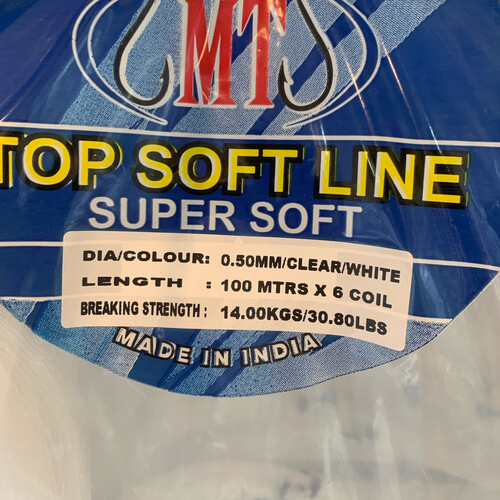 MT
TOP SOFT LINE
SUPER SOFT
DIA/COLOUR: 0.50MM/CLEAR/WHITE
LENGTH : 100 MTRS X 6 COIL
BREAKING STRENGTH : 14.00KGS/30.80LBS
MADE IN INDIA